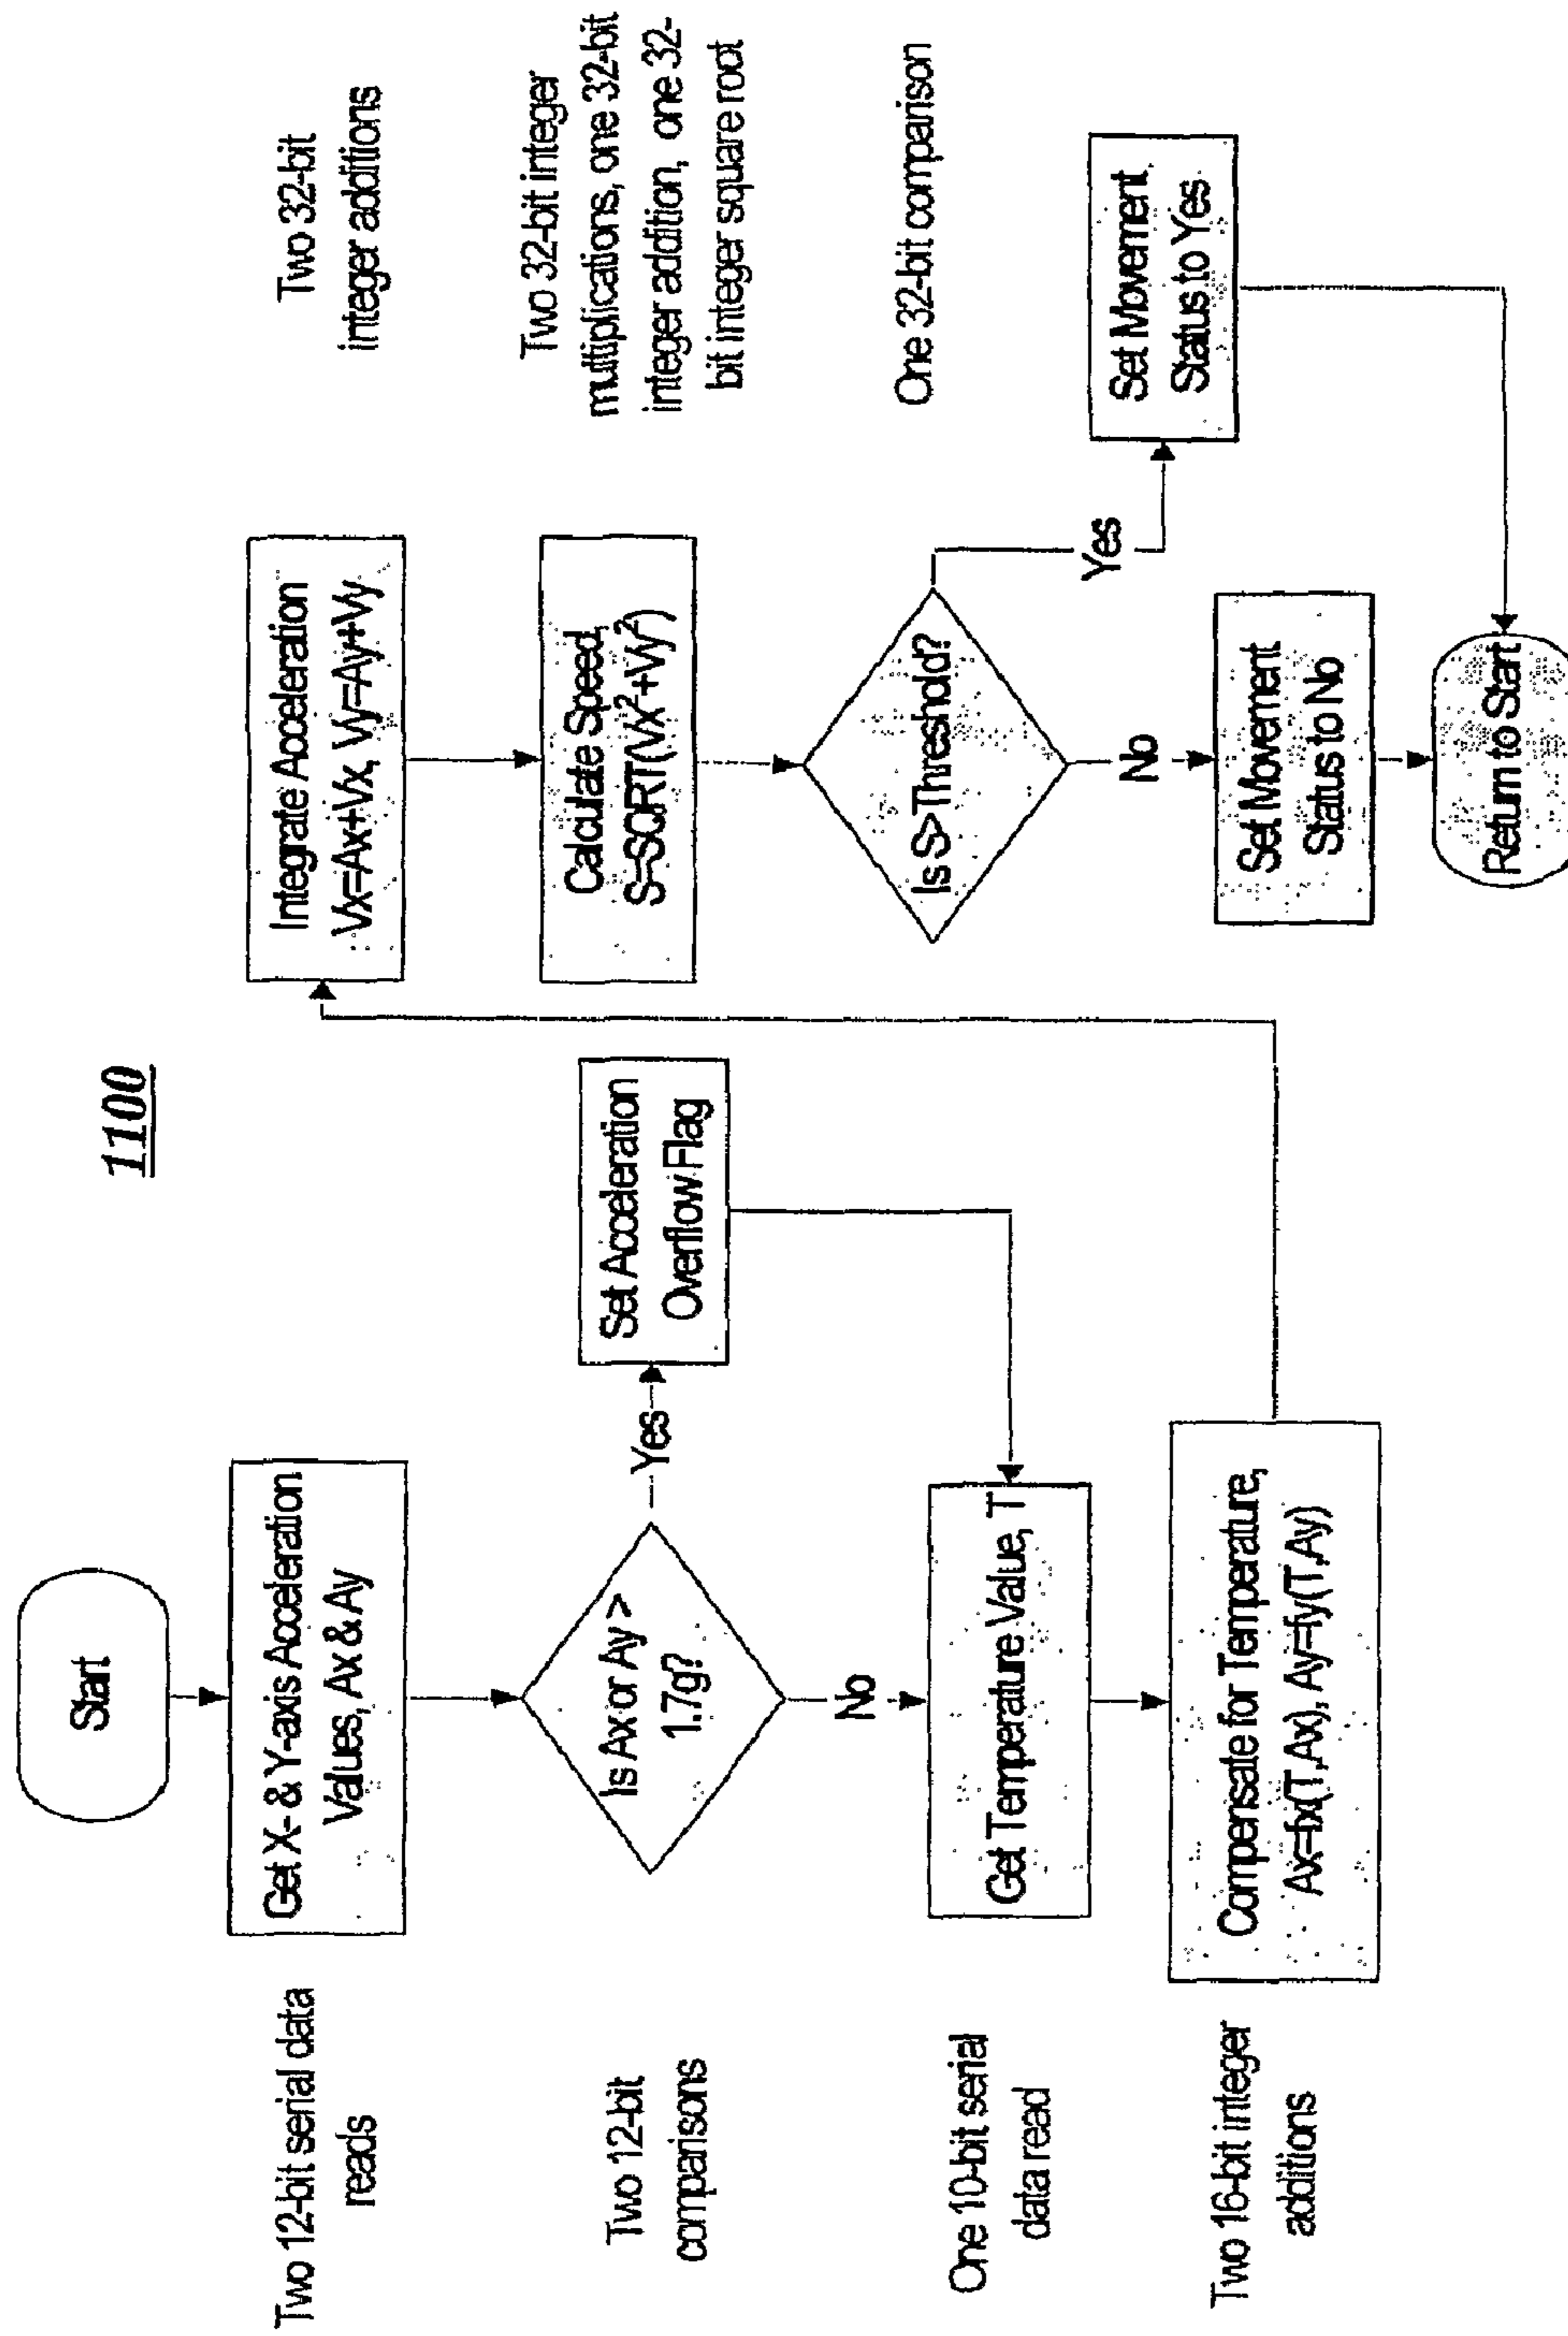 1100
Start
Two 12-bit serial data
reads
Get X- & Y-axis Acceleration
Values, Ax & Ay
Two 12-bit
comparisons
Is Ax or Ay >
1.7g?
Yes
Set Acceleration
Overflow Flag
No
One 10-bit serial
data read
Get Temperature Value, T
Two 16-bit integer
additions
Compensate for Temperature,
Ax=fx(T,Ax), Ay=fy(T,Ay)
Integrate Acceleration
Vx=Ax+Vx, Vy=Ay+Vy
Two 32-bit
integer additions
Calculate Speed,
S=SQRT(Vx²+Vy²)
Two 32-bit integer
multiplications, one 32-bit
integer addition, one 32-
bit integer square root
Is S>Threshold?
One 32-bit comparison
Yes
Set Movement
Status to Yes
No
Set Movement
Status to No
Return to Start